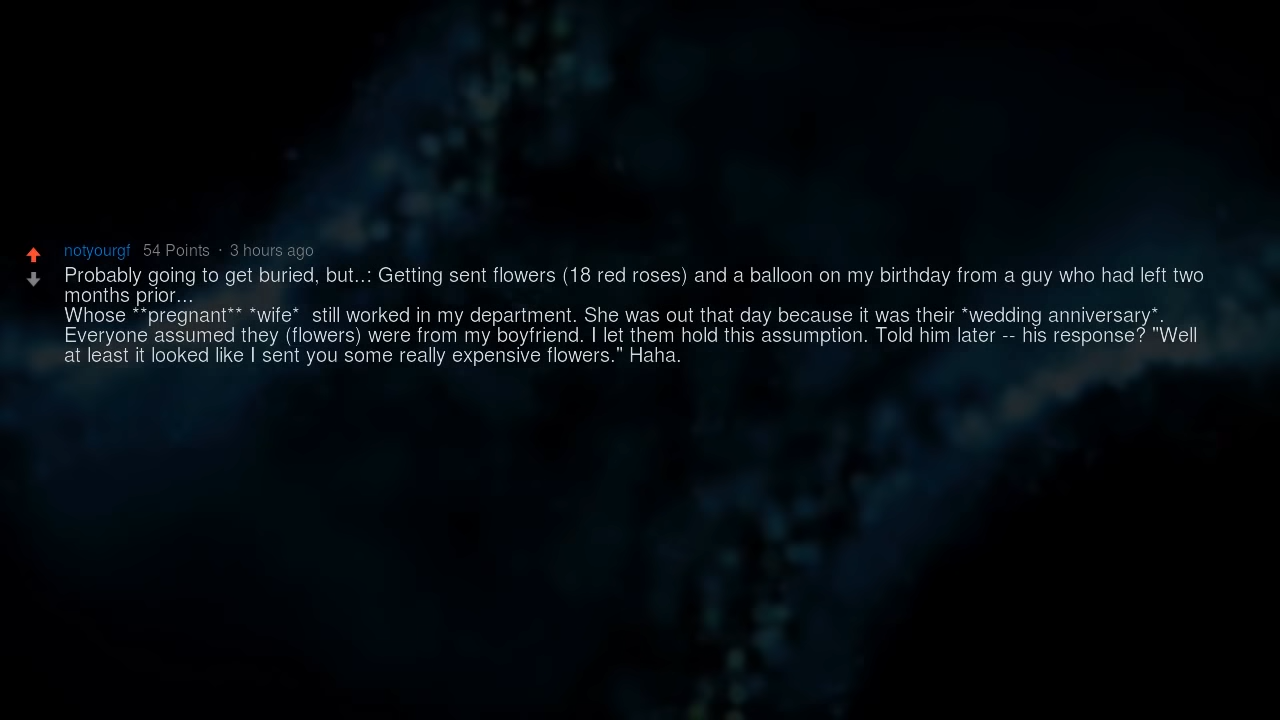 notyourgf 54 Points · 3 hours ago
Probably going to get buried, but..: Getting sent flowers (18 red roses) and a balloon on my birthday from a guy who had left two
months prior...
Whose **pregnant** *wife*  still worked in my department. She was out that day because it was their *wedding anniversary*.
Everyone assumed they (flowers) were from my boyfriend. I let them hold this assumption. Told him later -- his response? "Well
at least it looked like I sent you some really expensive flowers." Haha.